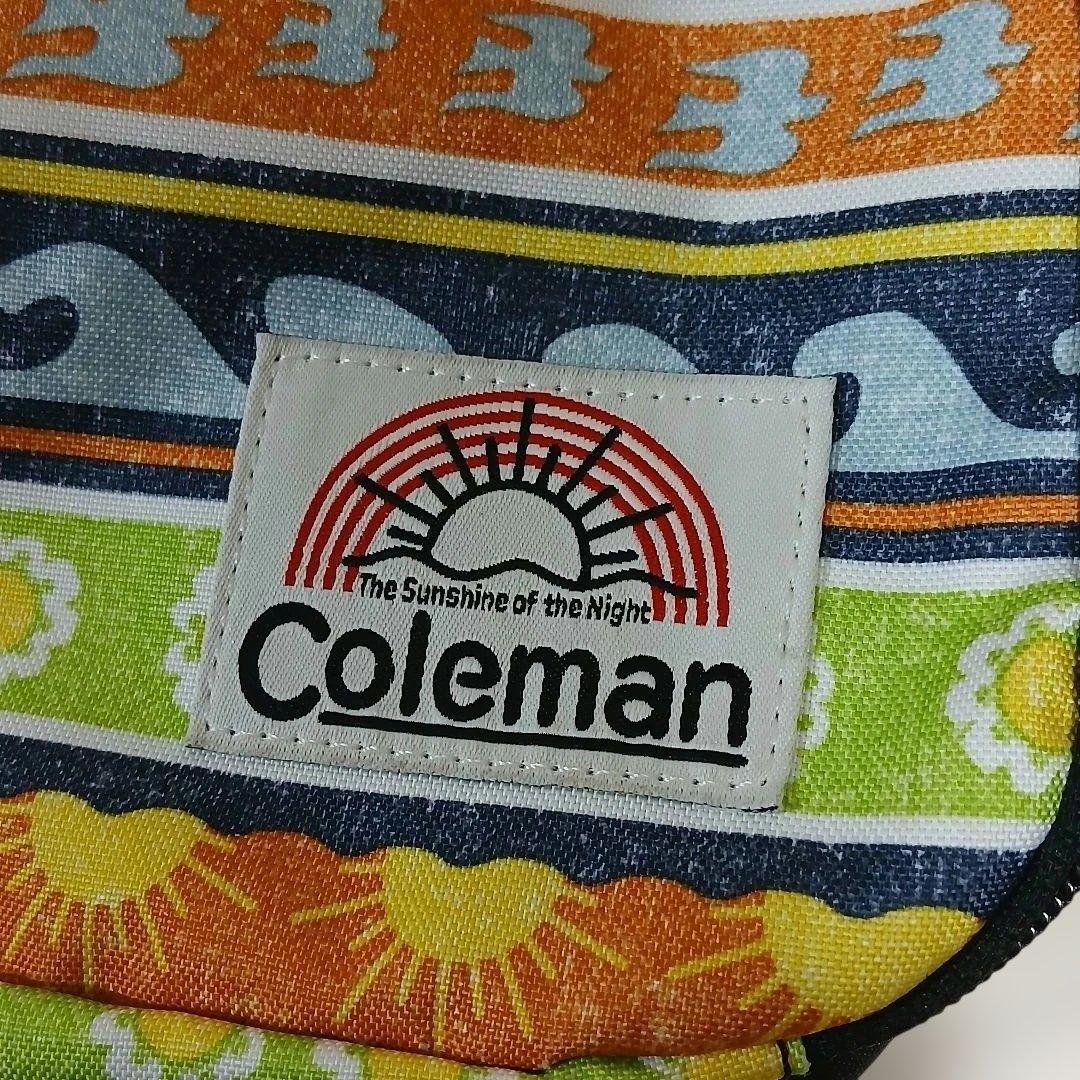 The Sunshine of the Night
Coleman